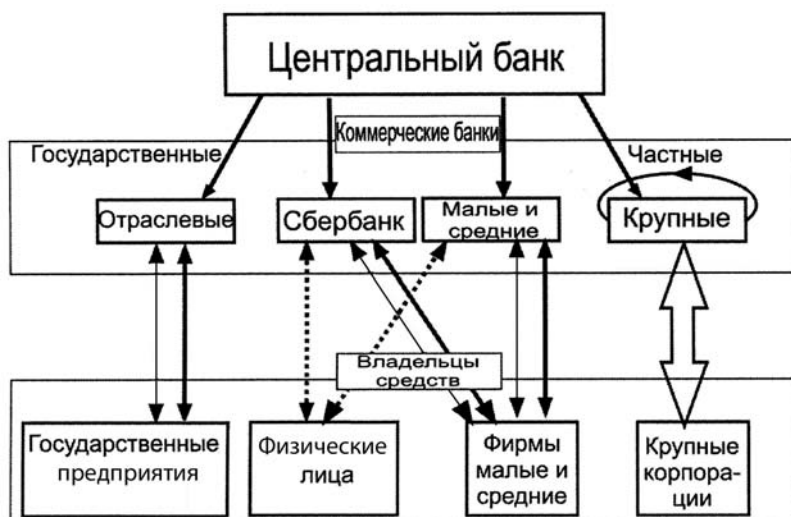 Центральный банк
Коммерческие банки
Государственные
Частные
Отраслевые
Сбербанк
Малые и
средние
Крупные
Владельцы
средств
Государственные
предприятия
Физические
лица
Фирмы
малые и
средние
Крупные
корпора-
ции